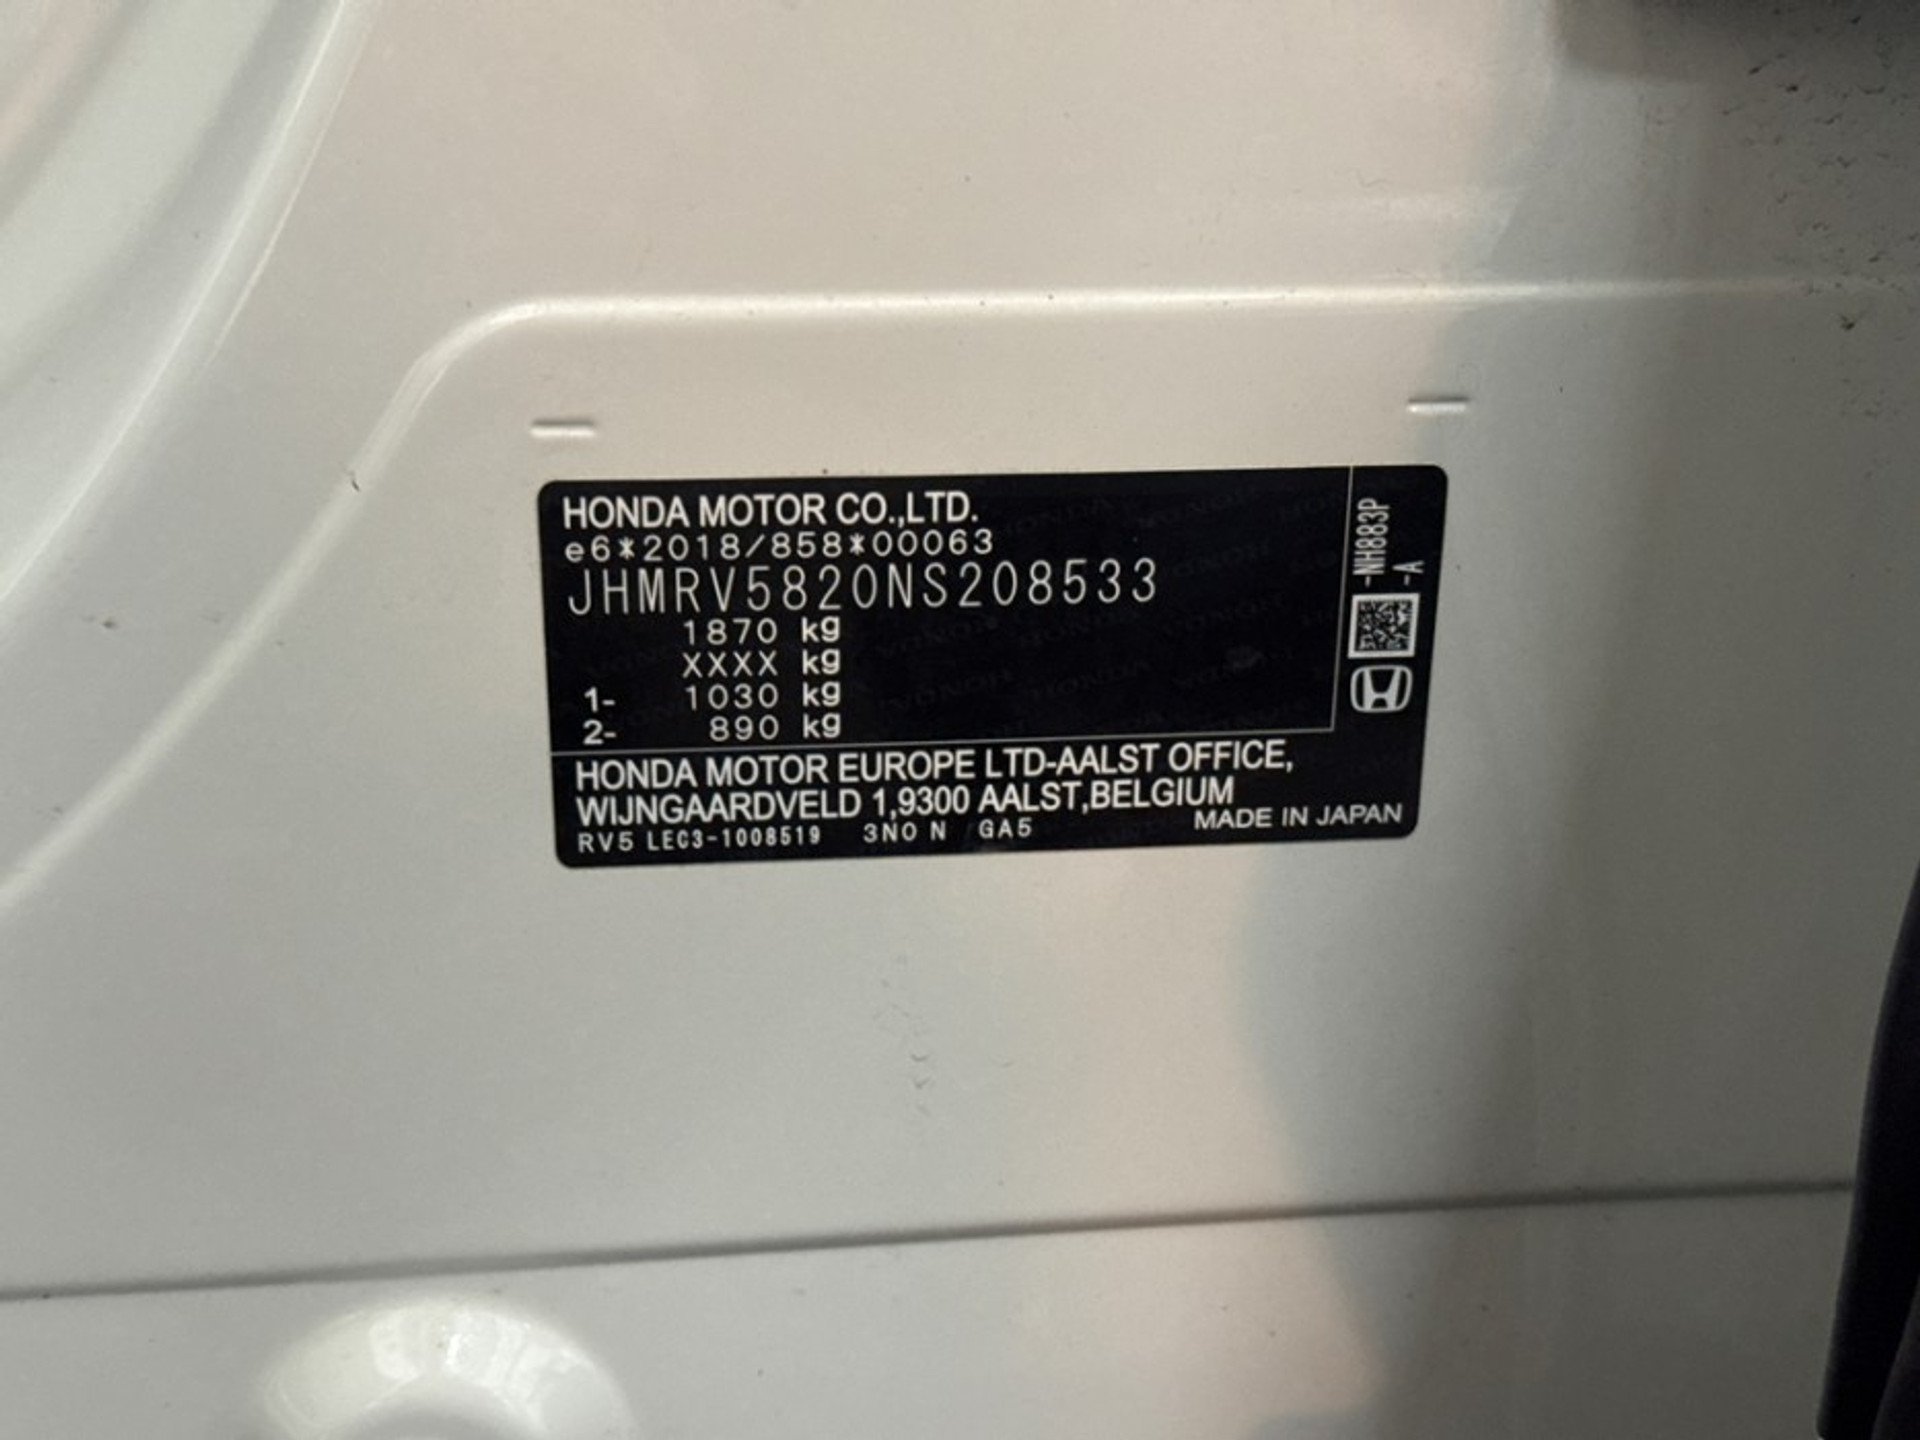 HONDA MOTOR CO.,LTD.
e6*2018/858*00063
JHMRV5820NS208533
1870 kg
XXXX kg
1- 1030 kg
2- 890 kg
-NH883P
-A
HONDA MOTOR EUROPE LTD-AALST OFFICE,
WIJNGAARDVELD 1,9300 AALST,BELGIUM
MADE IN JAPAN
RV5 LEC3-1008519 3NO N GA5